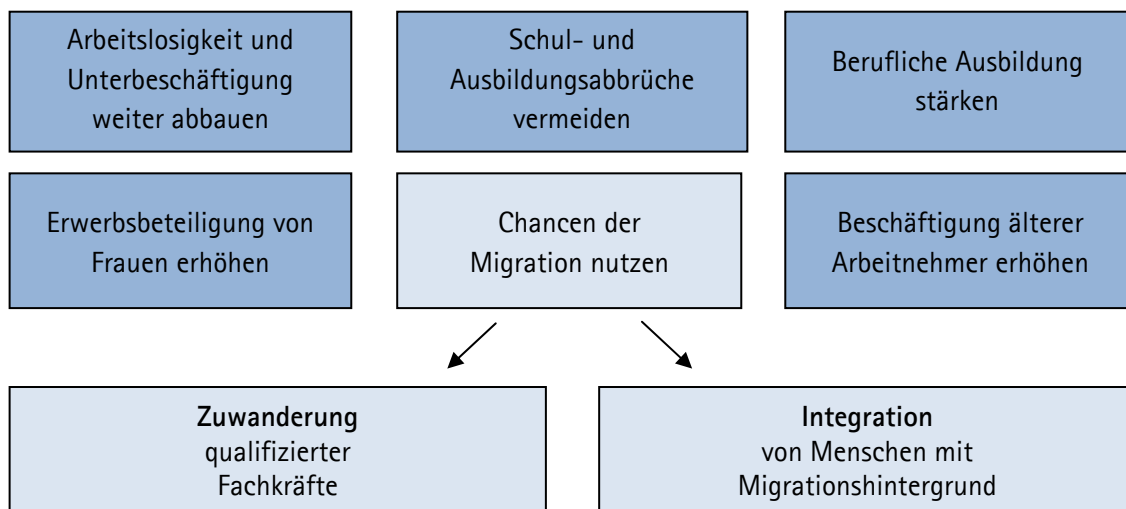 Arbeitslosigkeit und
Unterbeschäftigung
weiter abbauen
Schul- und
Ausbildungsabbrüche
vermeiden
Berufliche Ausbildung
stärken
Erwerbsbeteiligung von
Frauen erhöhen
Chancen der
Migration nutzen
Beschäftigung älterer
Arbeitnehmer erhöhen
Zuwanderung
qualifizierter
Fachkräfte
Integration
von Menschen mit
Migrationshintergrund